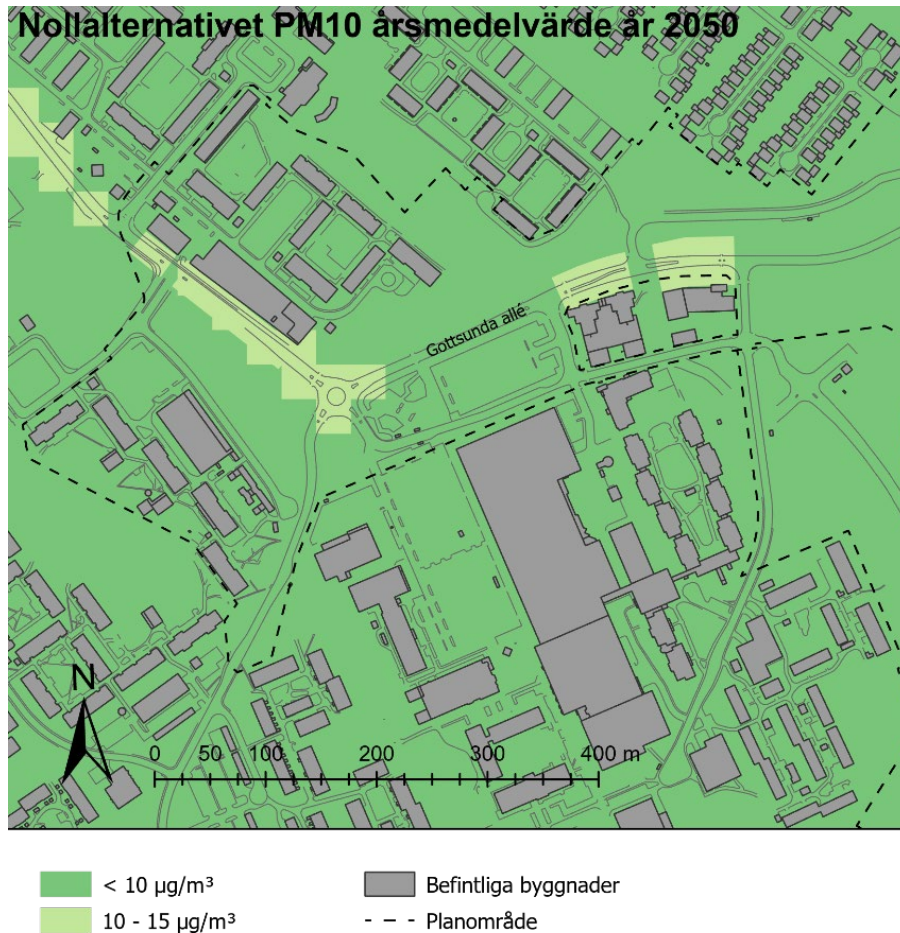 Nollalternativet PM10 årsmedelvärde år 2050
Gottsunda allé
N
0 50 100 200 300 400 m
< 10 µg/m³
Befintliga byggnader
10 - 15 µg/m³
Planområde